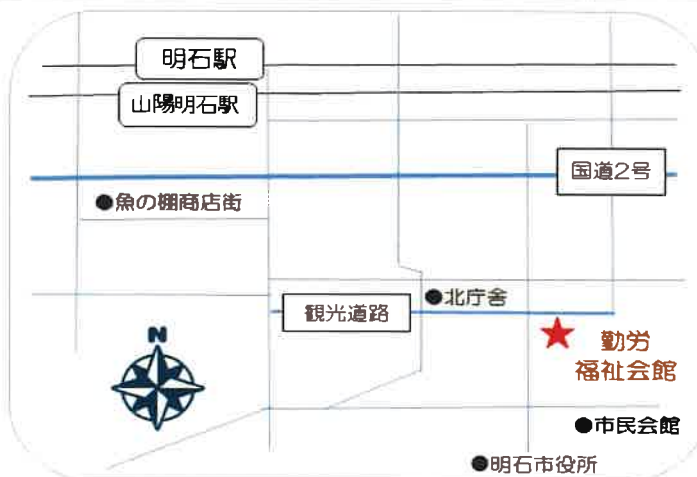 明石駅
山陽明石駅
国道2号
●魚の棚商店街
●北庁舎
観光道路
N
勤労
福祉会館
●市民会館
●明石市役所